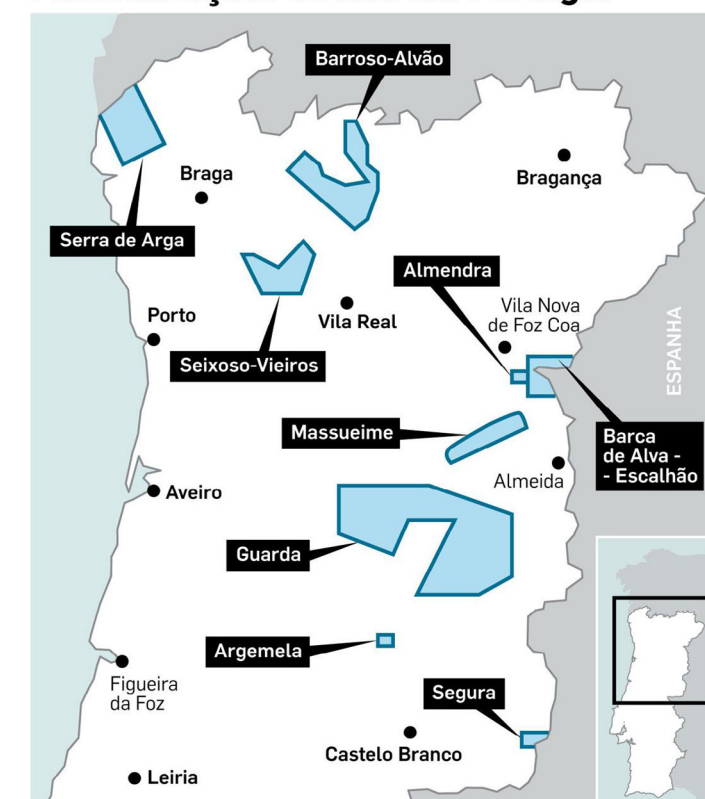 Barroso-Alvão
Bragança
Braga
Serra de Arga
Almendra
Vila Nova
de Foz Coa
Porto
Vila Real
ESPANHA
Seixoso-Vieiros
Massueime
Barca
de Alva -
- Escalhão
Almeida
Aveiro
Guarda
Argemela
Figueira
da Foz
Segura
Castelo Branco
Leiria